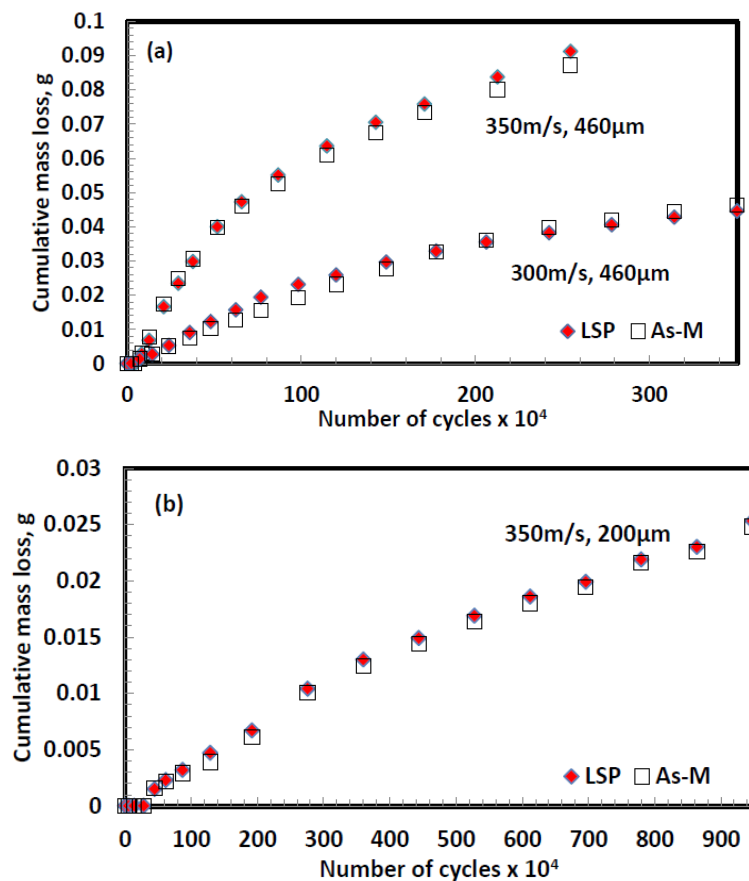 (a)
0.1
0.09
0.08
0.07
0.06
0.05
0.04
0.03
0.02
0.01
0
Cumulative mass loss, g
350m/s, 460µm
300m/s, 460µm
LSP As-M
0 100 200 300
Number of cycles x 10⁴
(b)
0.03
0.025
0.02
0.015
0.01
0.005
0
Cumulative mass loss, g
350m/s, 200µm
LSP As-M
0 100 200 300 400 500 600 700 800 900
Number of cycles x 10⁴